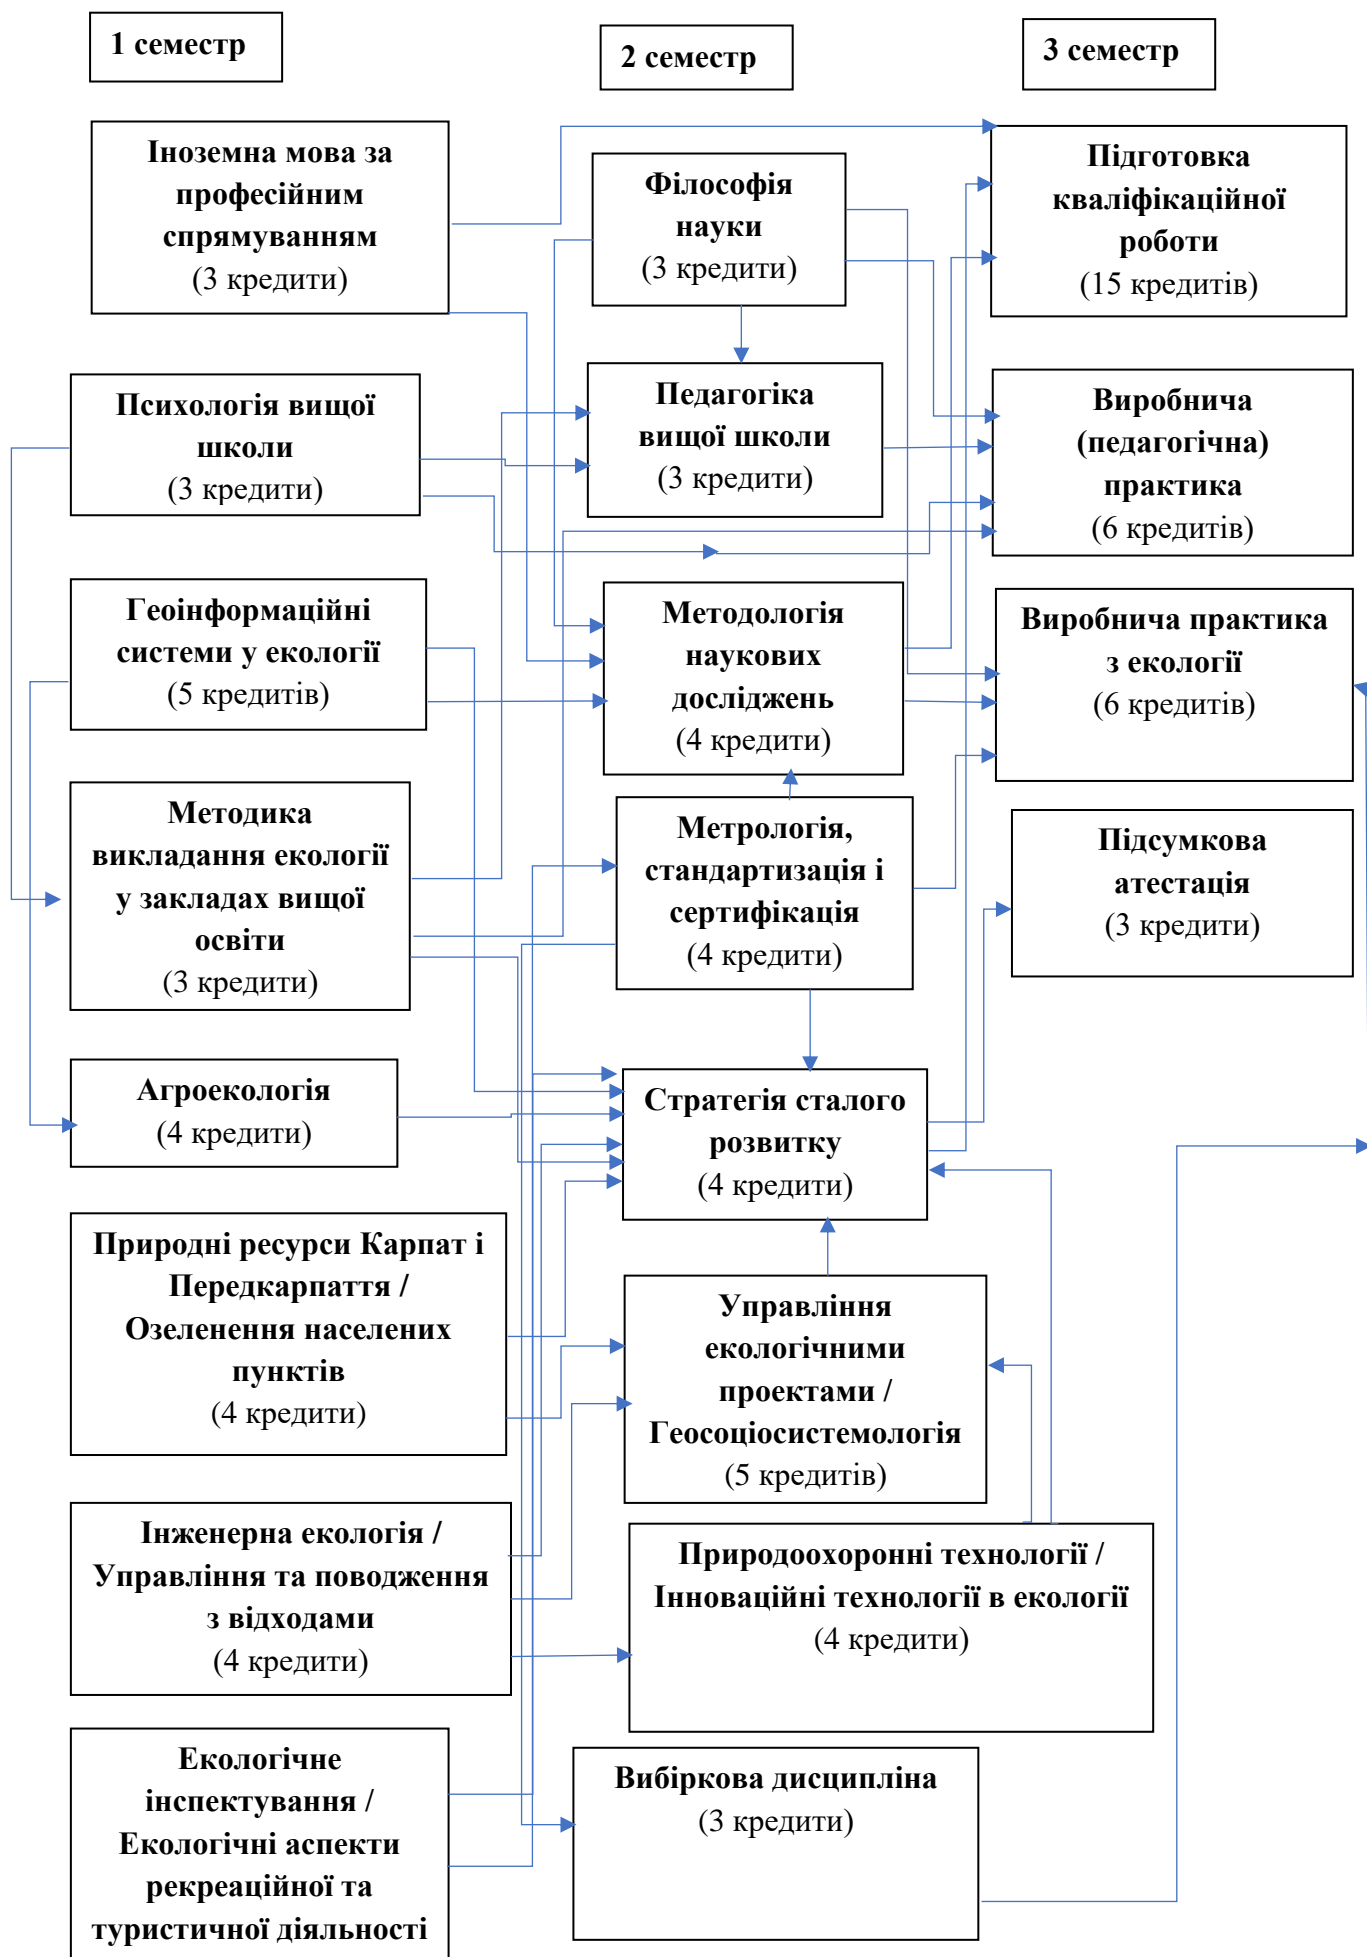 1 семестр
2 семестр
3 семестр
Іноземна мова за
професійним
спрямуванням
(3 кредити)
Психологія вищої
школи
(3 кредити)
Геоінформаційні
системи у екології
(5 кредитів)
Методика
викладання екології
у закладах вищої
освіти
(3 кредити)
Агроекологія
(4 кредити)
Природні ресурси Карпат і
Передкарпаття /
Озеленення населених
пунктів
(4 кредити)
Інженерна екологія /
Управління та поводження
з відходами
(4 кредити)
Екологічне
інспектування /
Екологічні аспекти
рекреаційної та
туристичної діяльності
Філософія
науки
(3 кредити)
Педагогіка
вищої школи
(3 кредити)
Методологія
наукових
досліджень
(4 кредити)
Метрологія,
стандартизація і
сертифікація
(4 кредити)
Стратегія сталого
розвитку
(4 кредити)
Управління
екологічними
проектами /
Геосоціосистемологія
(5 кредитів)
Природоохоронні технології /
Інноваційні технології в екології
(4 кредити)
Вибіркова дисципліна
(3 кредити)
Підготовка
кваліфікаційної
роботи
(15 кредитів)
Виробнича
(педагогічна)
практика
(6 кредитів)
Виробнича практика
з екології
(6 кредитів)
Підсумкова
атестація
(3 кредити)